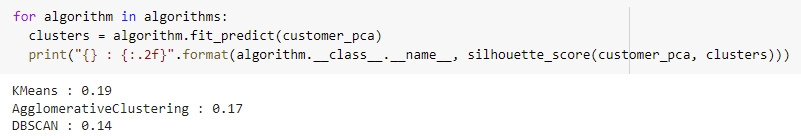 for algorithm in algorithms:
  clusters = algorithm.fit_predict(customer_pca)
  print("{} : {:.2f}".format(algorithm.__class__.__name__, silhouette_score(customer_pca, clusters)))
KMeans : 0.19
AgglomerativeClustering : 0.17
DBSCAN : 0.14